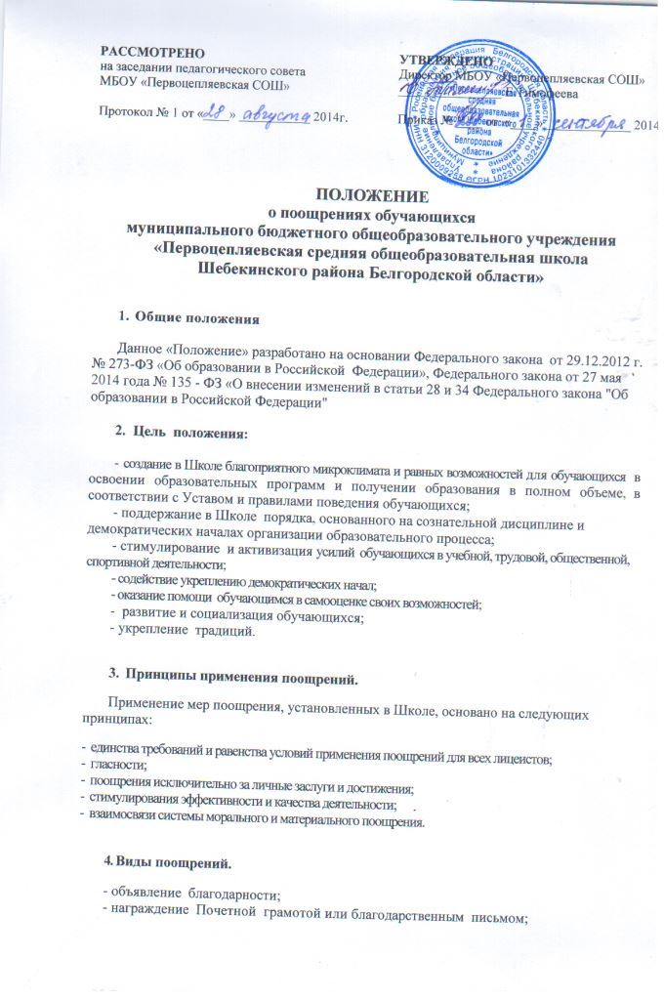 РАССМОТРЕНО
на заседании педагогического совета
МБОУ «Первоцепляевская СОШ»
Протокол № 1 от «28» августа 2014г.
УТВЕРЖДЕНО
Директор МБОУ «Первоцепляевская СОШ»
Г. Тимофеева
Приказ № сентября 2014
Первоцепляевская
средняя
общеобразовательная
школа Шебекинского
района
Белгородской
области»
ПОЛОЖЕНИЕ
о поощрениях обучающихся
муниципального бюджетного общеобразовательного учреждения
«Первоцепляевская средняя общеобразовательная школа
Шебекинского района Белгородской области»
1. Общие положения
Данное «Положение» разработано на основании Федерального закона от 29.12.2012 г.
№ 273-ФЗ «Об образовании в Российской Федерации», Федерального закона от 27 мая
2014 года № 135 - ФЗ «О внесении изменений в статьи 28 и 34 Федерального закона "Об
образовании в Российской Федерации"
2. Цель положения:
- создание в Школе благоприятного микроклимата и равных возможностей для обучающихся в
освоении образовательных программ и получении образования в полном объеме, в
соответствии с Уставом и правилами поведения обучающихся;
- поддержание в Школе порядка, основанного на сознательной дисциплине и
демократических началах организации образовательного процесса;
- стимулирование и активизация усилий обучающихся в учебной, трудовой, общественной,
спортивной деятельности;
- содействие укреплению демократических начал;
- оказание помощи обучающимся в самооценке своих возможностей;
- развитие и социализация обучающихся;
- укрепление традиций.
3. Принципы применения поощрений.
Применение мер поощрения, установленных в Школе, основано на следующих
принципах:
- единства требований и равенства условий применения поощрений для всех лицеистов;
- гласности;
- поощрения исключительно за личные заслуги и достижения;
- стимулирования эффективности и качества деятельности;
- взаимосвязи системы морального и материального поощрения.
4. Виды поощрений.
- объявление благодарности;
- награждение Почетной грамотой или благодарственным письмом;